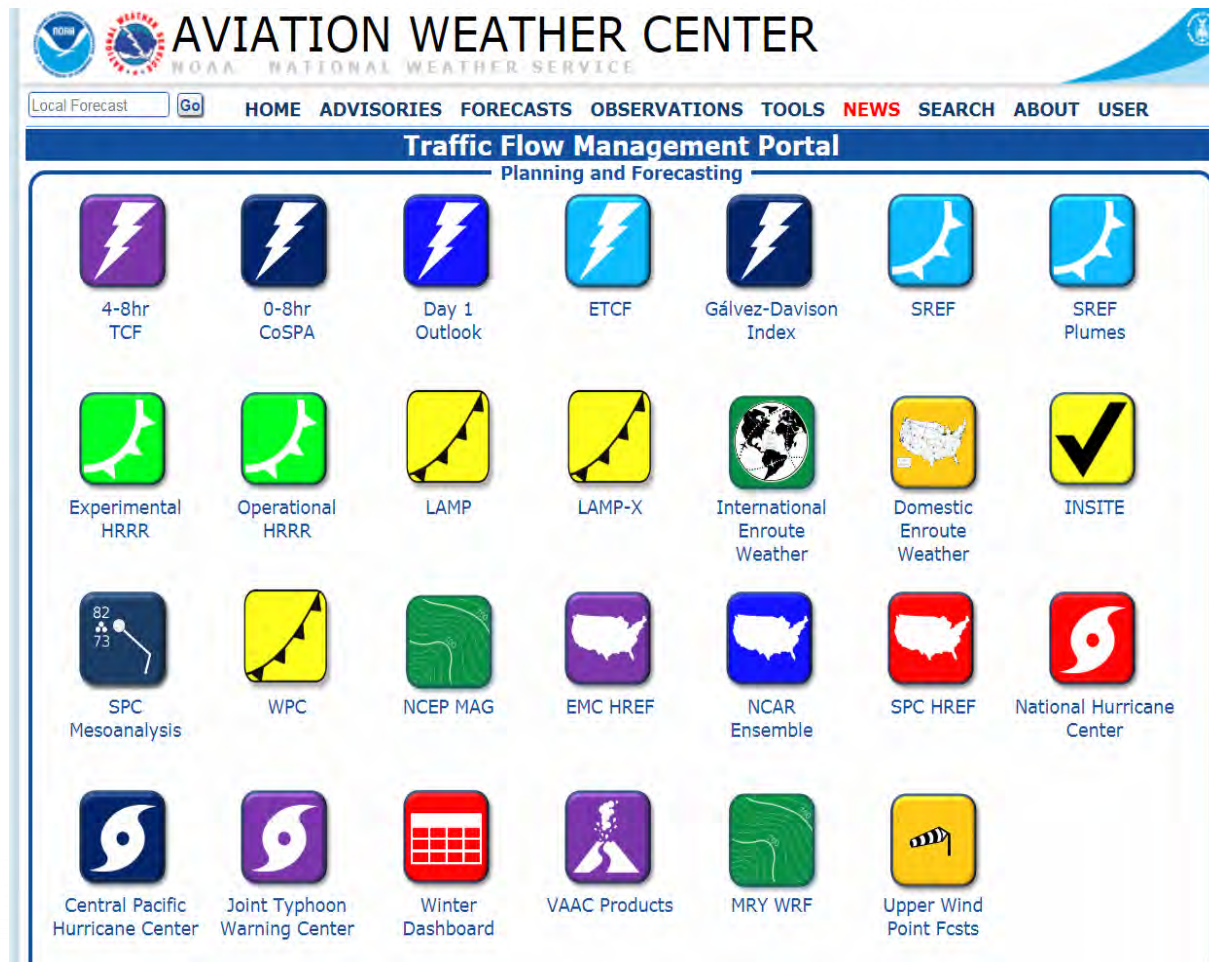 AVIATION WEATHER CENTER
NOAA NATIONAL WEATHER SERVICE
Local Forecast Go HOME ADVISORIES FORECASTS OBSERVATIONS TOOLS NEWS SEARCH ABOUT USER
Traffic Flow Management Portal
Planning and Forecasting
4-8hr
TCF
0-8hr
CoSPA
Day 1
Outlook
ETCF
Gálvez-Davison
Index
SREF
SREF
Plumes
Experimental
HRRR
Operational
HRRR
LAMP
LAMP-X
International
Enroute
Weather
Domestic
Enroute
Weather
INSITE
82
73
SPC
Mesoanalysis
WPC
NCEP MAG
EMC HREF
NCAR
Ensemble
SPC HREF
National Hurricane
Center
Central Pacific
Hurricane Center
Joint Typhoon
Warning Center
Winter
Dashboard
VAAC Products
MRY WRF
Upper Wind
Point Fcsts